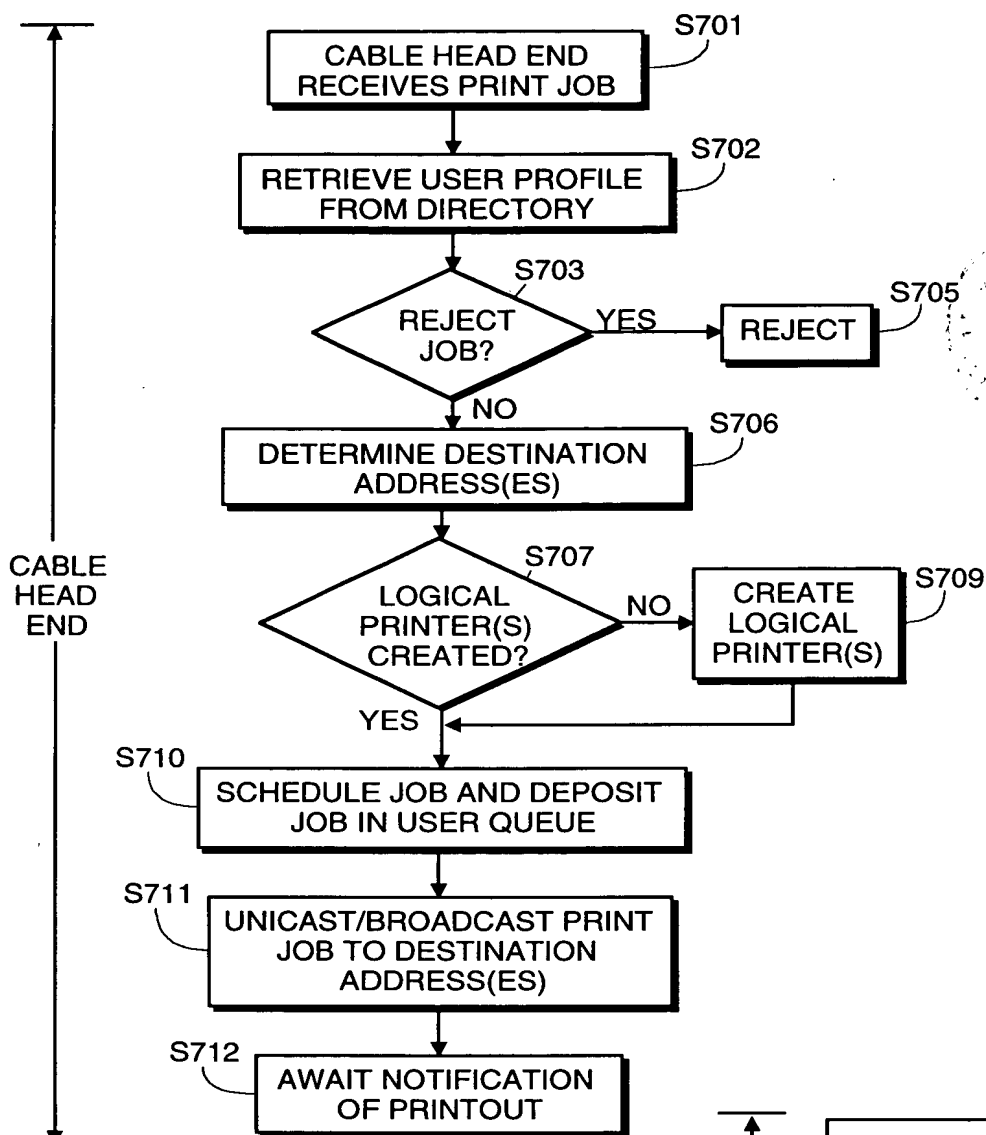 S701
CABLE HEAD END
RECEIVES PRINT JOB
S702
RETRIEVE USER PROFILE
FROM DIRECTORY
S703
REJECT
JOB?
YES
S705
REJECT
NO
S706
DETERMINE DESTINATION
ADDRESS(ES)
S707
LOGICAL
PRINTER(S)
CREATED?
NO
S709
CREATE
LOGICAL
PRINTER(S)
CABLE
HEAD
END
YES
S710
SCHEDULE JOB AND DEPOSIT
JOB IN USER QUEUE
S711
UNICAST/BROADCAST PRINT
JOB TO DESTINATION
ADDRESS(ES)
S712
AWAIT NOTIFICATION
OF PRINTOUT